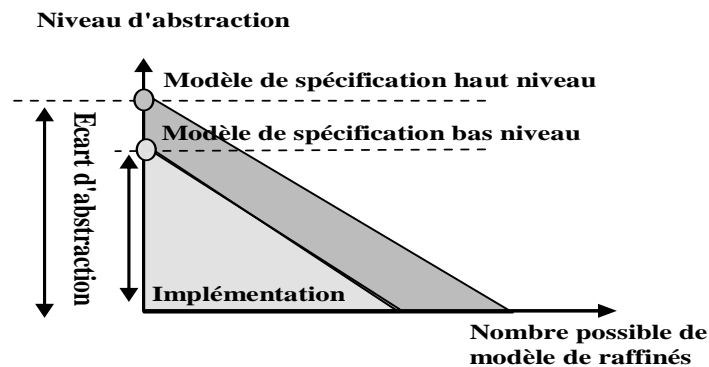 Niveau d'abstraction
Modèle de spécification haut niveau
Modèle de spécification bas niveau
Ecart d'abstraction
Implémentation
Nombre possible de
modèle de raffinés